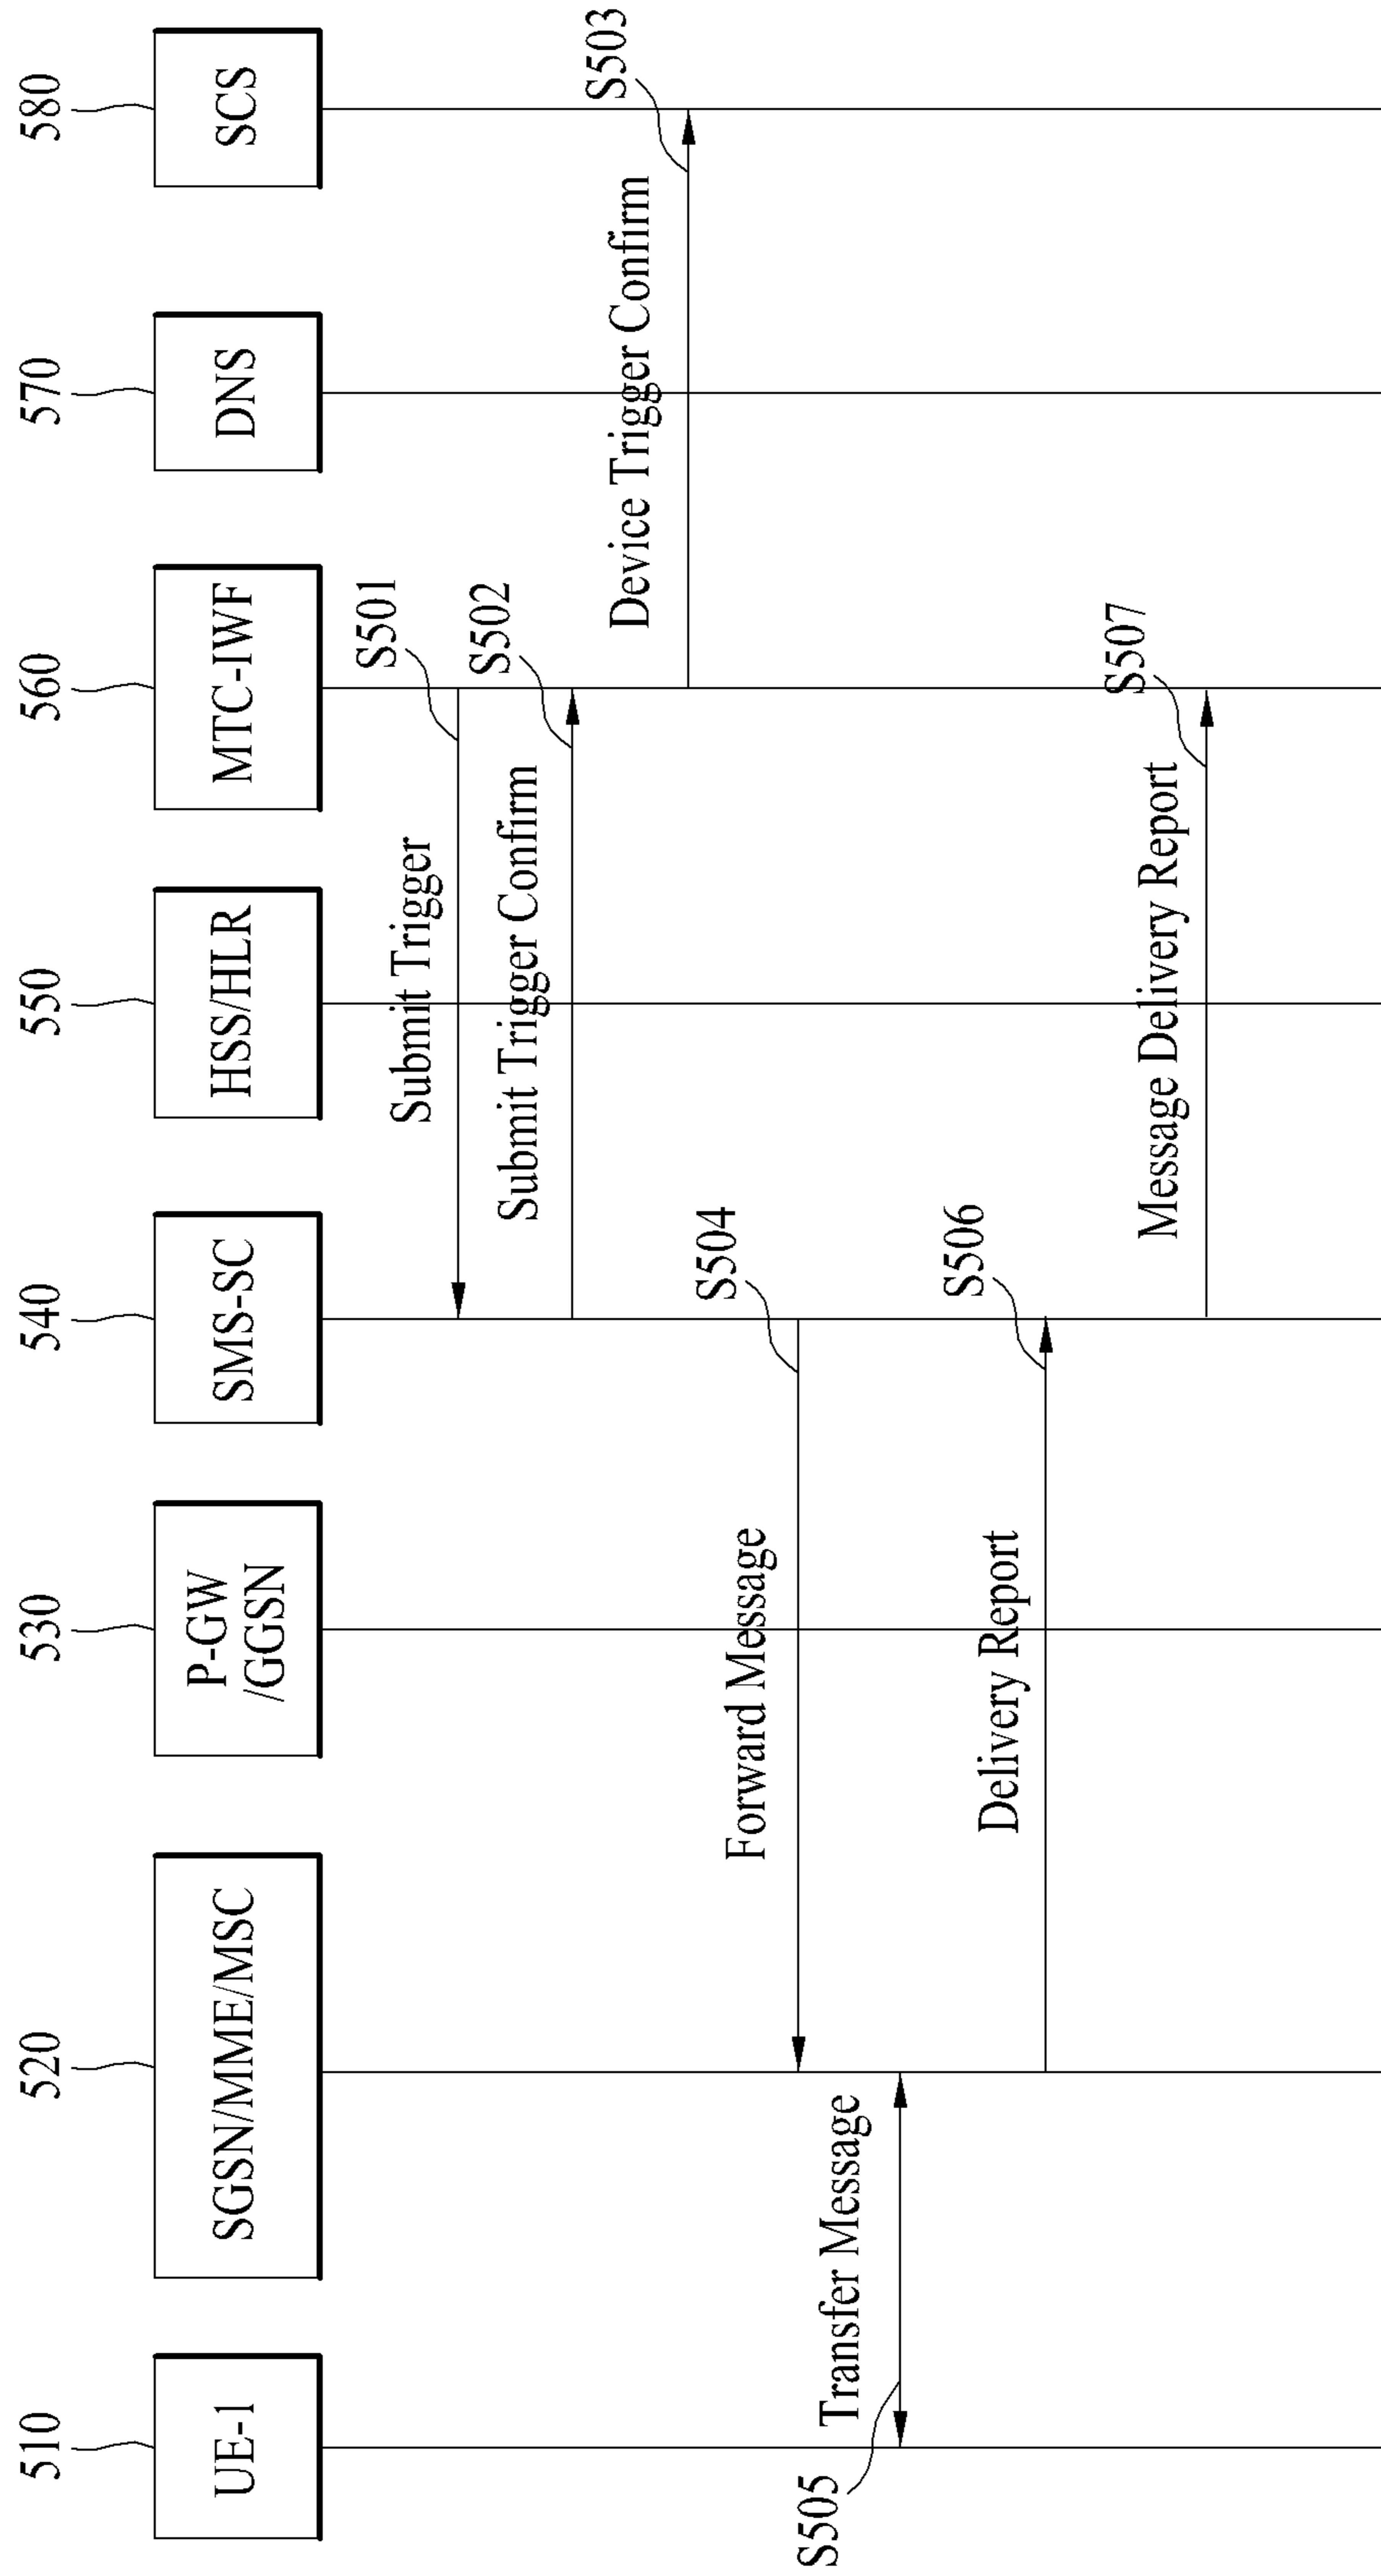 510
520
530
540
550
560
570
580
UE-1
SGSN/MME/MSC
P-GW
/GGSN
SMS-SC
HSS/HLR
MTC-IWF
DNS
SCS
S501
Submit Trigger
S502
Submit Trigger Confirm
S503
Device Trigger Confirm
S504
Forward Message
S505
Transfer Message
S506
Delivery Report
S507
Message Delivery Report